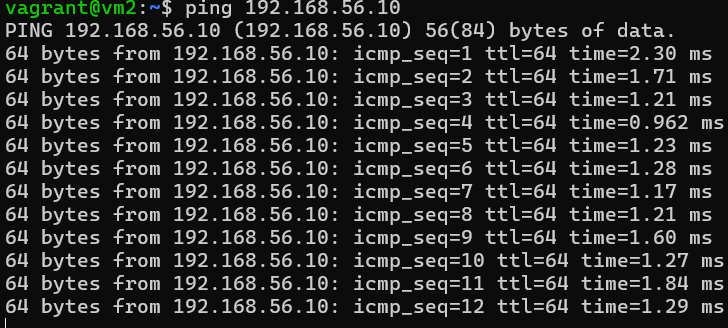 vagrant@vm2:~$ ping 192.168.56.10
PING 192.168.56.10 (192.168.56.10) 56(84) bytes of data.
64 bytes from 192.168.56.10: icmp_seq=1 ttl=64 time=2.30 ms
64 bytes from 192.168.56.10: icmp_seq=2 ttl=64 time=1.71 ms
64 bytes from 192.168.56.10: icmp_seq=3 ttl=64 time=1.21 ms
64 bytes from 192.168.56.10: icmp_seq=4 ttl=64 time=0.962 ms
64 bytes from 192.168.56.10: icmp_seq=5 ttl=64 time=1.23 ms
64 bytes from 192.168.56.10: icmp_seq=6 ttl=64 time=1.28 ms
64 bytes from 192.168.56.10: icmp_seq=7 ttl=64 time=1.17 ms
64 bytes from 192.168.56.10: icmp_seq=8 ttl=64 time=1.21 ms
64 bytes from 192.168.56.10: icmp_seq=9 ttl=64 time=1.60 ms
64 bytes from 192.168.56.10: icmp_seq=10 ttl=64 time=1.27 ms
64 bytes from 192.168.56.10: icmp_seq=11 ttl=64 time=1.84 ms
64 bytes from 192.168.56.10: icmp_seq=12 ttl=64 time=1.29 ms